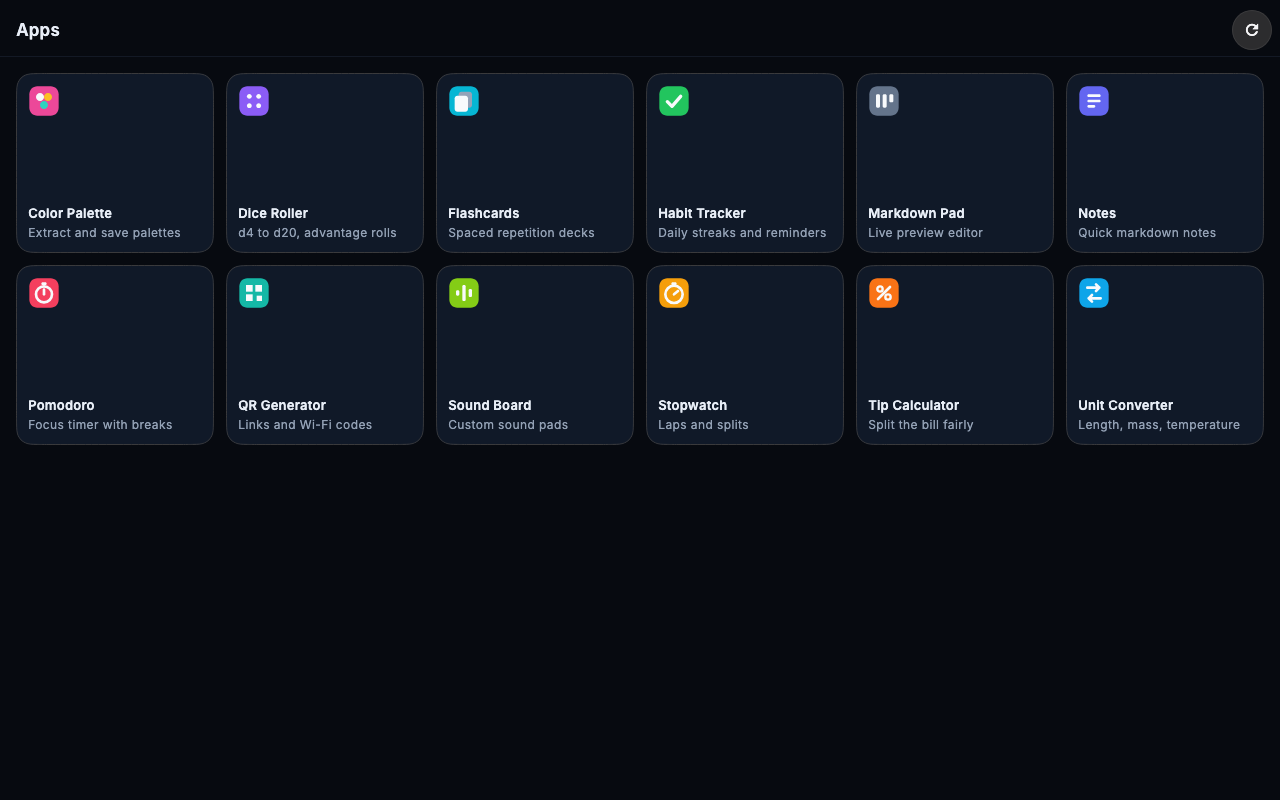 Apps
Color Palette
Extract and save palettes
Dice Roller
d4 to d20, advantage rolls
Flashcards
Spaced repetition decks
Habit Tracker
Daily streaks and reminders
Markdown Pad
Live preview editor
Notes
Quick markdown notes
Pomodoro
Focus timer with breaks
QR Generator
Links and Wi-Fi codes
Sound Board
Custom sound pads
Stopwatch
Laps and splits
Tip Calculator
Split the bill fairly
Unit Converter
Length, mass, temperature